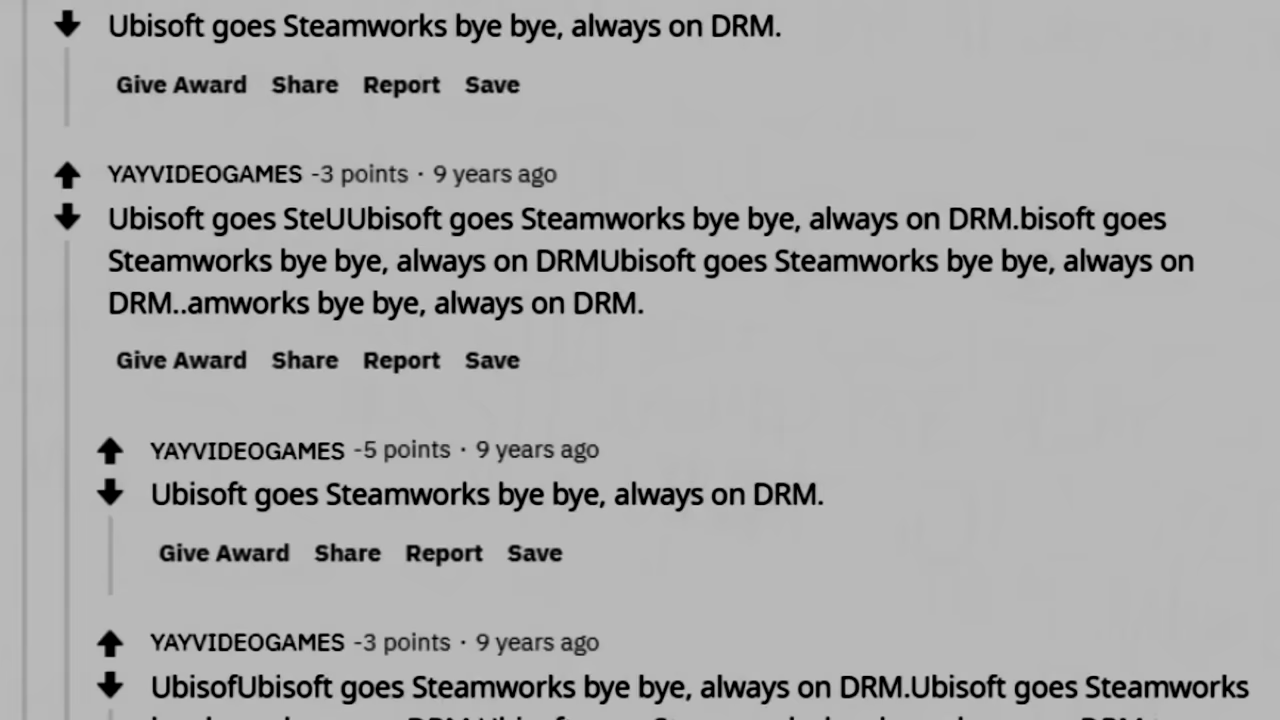 Ubisoft goes Steamworks bye bye, always on DRM.
Give Award Share Report Save
YAYVIDEOGAMES -3 points · 9 years ago
Ubisoft goes SteUUbisoft goes Steamworks bye bye, always on DRM.bisoft goes
Steamworks bye bye, always on DRMUbisoft goes Steamworks bye bye, always on
DRM..amworks bye bye, always on DRM.
Give Award Share Report Save
YAYVIDEOGAMES -5 points · 9 years ago
Ubisoft goes Steamworks bye bye, always on DRM.
Give Award Share Report Save
YAYVIDEOGAMES -3 points · 9 years ago
UbisofUbisoft goes Steamworks bye bye, always on DRM.Ubisoft goes Steamworks